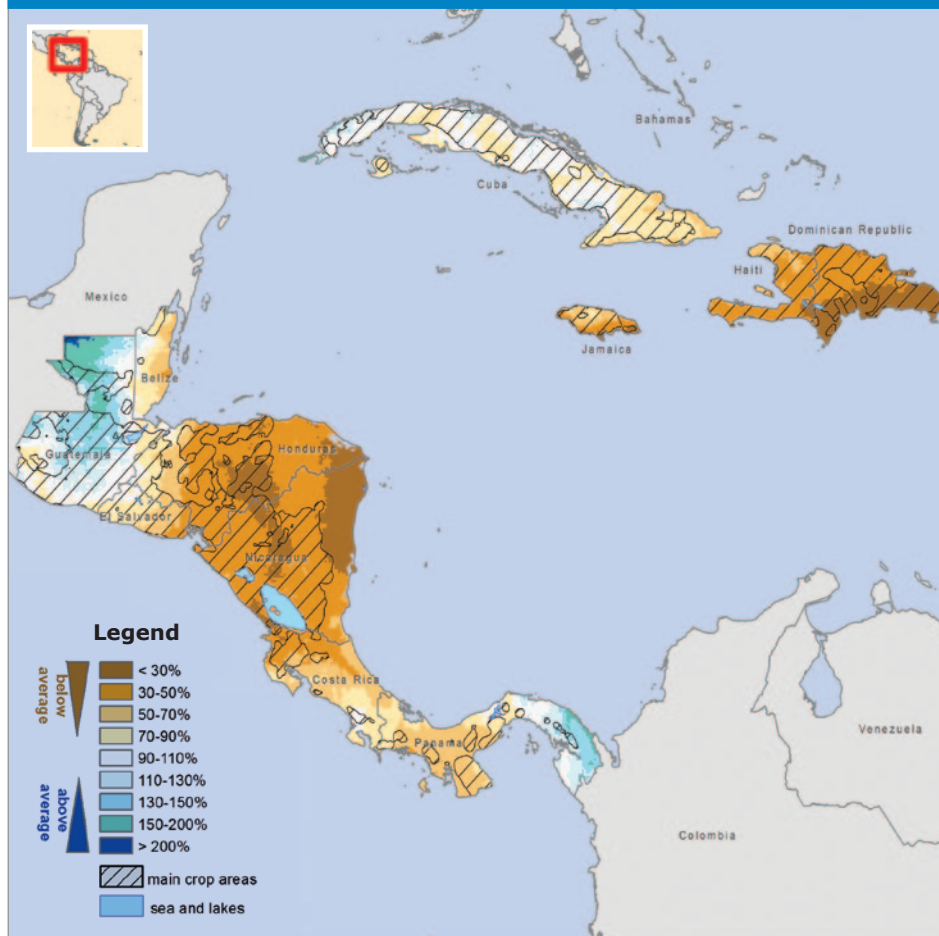 Bahamas
Cuba
Dominican Republic
Haiti
Mexico
Jamaica
Belize
Honduras
Guatemala
El Salvador
Nicaragua
Legend
below
average
< 30%
30-50%
50-70%
70-90%
90-110%
110-130%
130-150%
150-200%
> 200%
above
average
main crop areas
sea and lakes
Costa Rica
Panama
Venezuela
Colombia